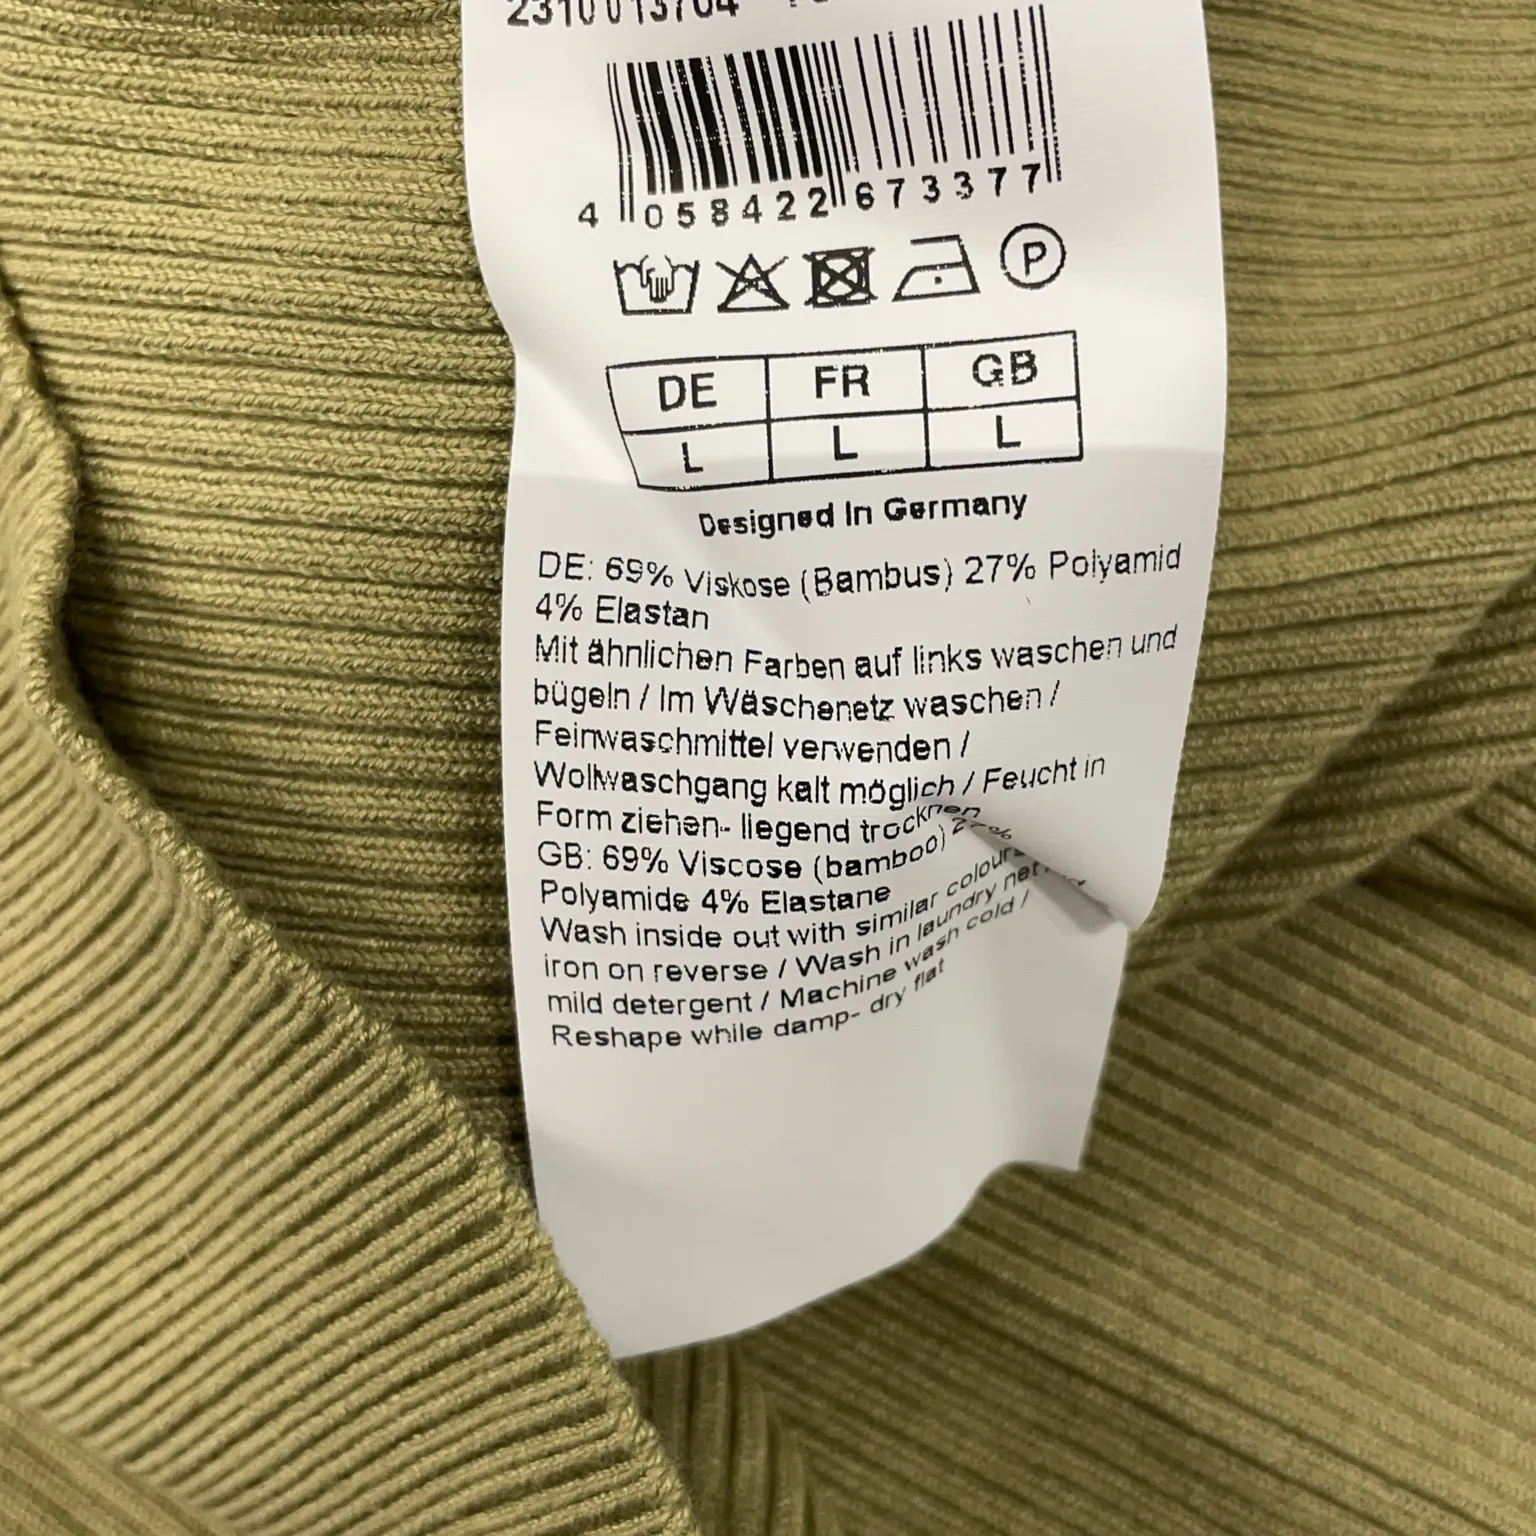 2310013704
4 058422 673377
P
DE FR GB
L L L
Designed In Germany
DE: 69% Viskose (Bambus) 27% Polyamid
4% Elastan
Mit ähnlichen Farben auf links waschen und
bügeln / Im Wäschenetz waschen /
Feinwaschmittel verwenden /
Wollwaschgang kalt möglich / Feucht in
Form ziehen- liegend trocknen
GB: 69% Viscose (bamboo) 27%
Polyamide 4% Elastane
Wash inside out with similar colours
iron on reverse / Wash in laundry net
mild detergent / Machine wash cold /
Reshape while damp- dry flat